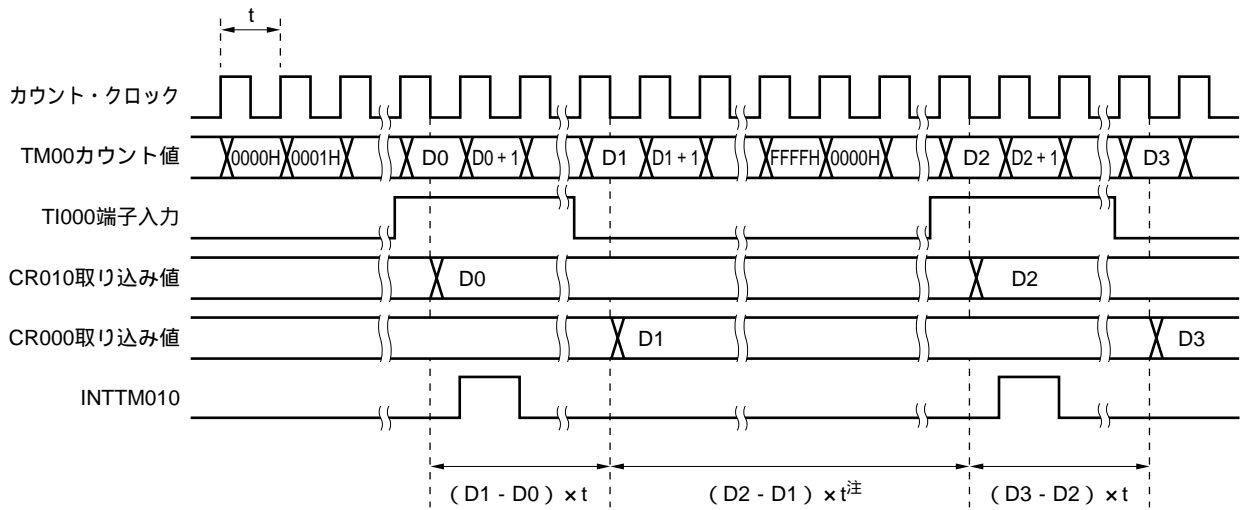 t
カウント・クロック
TM00カウント値
0000H 0001H D0 D0 + 1 D1 D1 + 1 FFFFH 0000H D2 D2 + 1 D3
TI000端子入力
CR010取り込み値
D0 D2
CR000取り込み値
D1 D3
INTTM010
(D1 - D0) × t (D2 - D1) × t注 (D3 - D2) × t